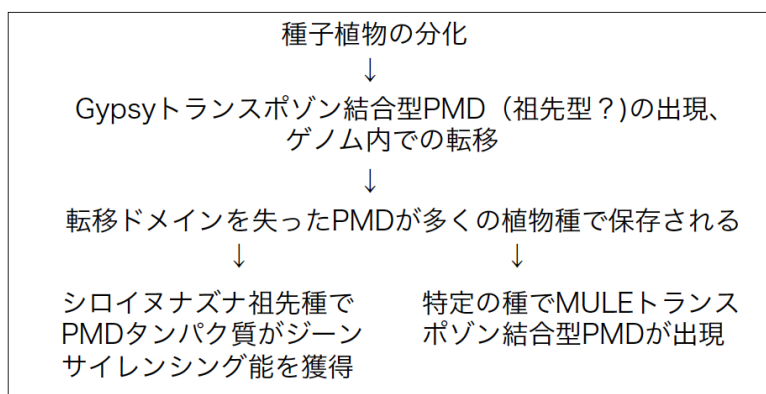 種子植物の分化
↓
Gypsyトランスポゾン結合型PMD（祖先型？)の出現、
ゲノム内での転移
↓
転移ドメインを失ったPMDが多くの植物種で保存される
↓ ↓
シロイヌナズナ祖先種で
PMDタンパク質がジーン
サイレンシング能を獲得
特定の種でMULEトランス
ポゾン結合型PMDが出現